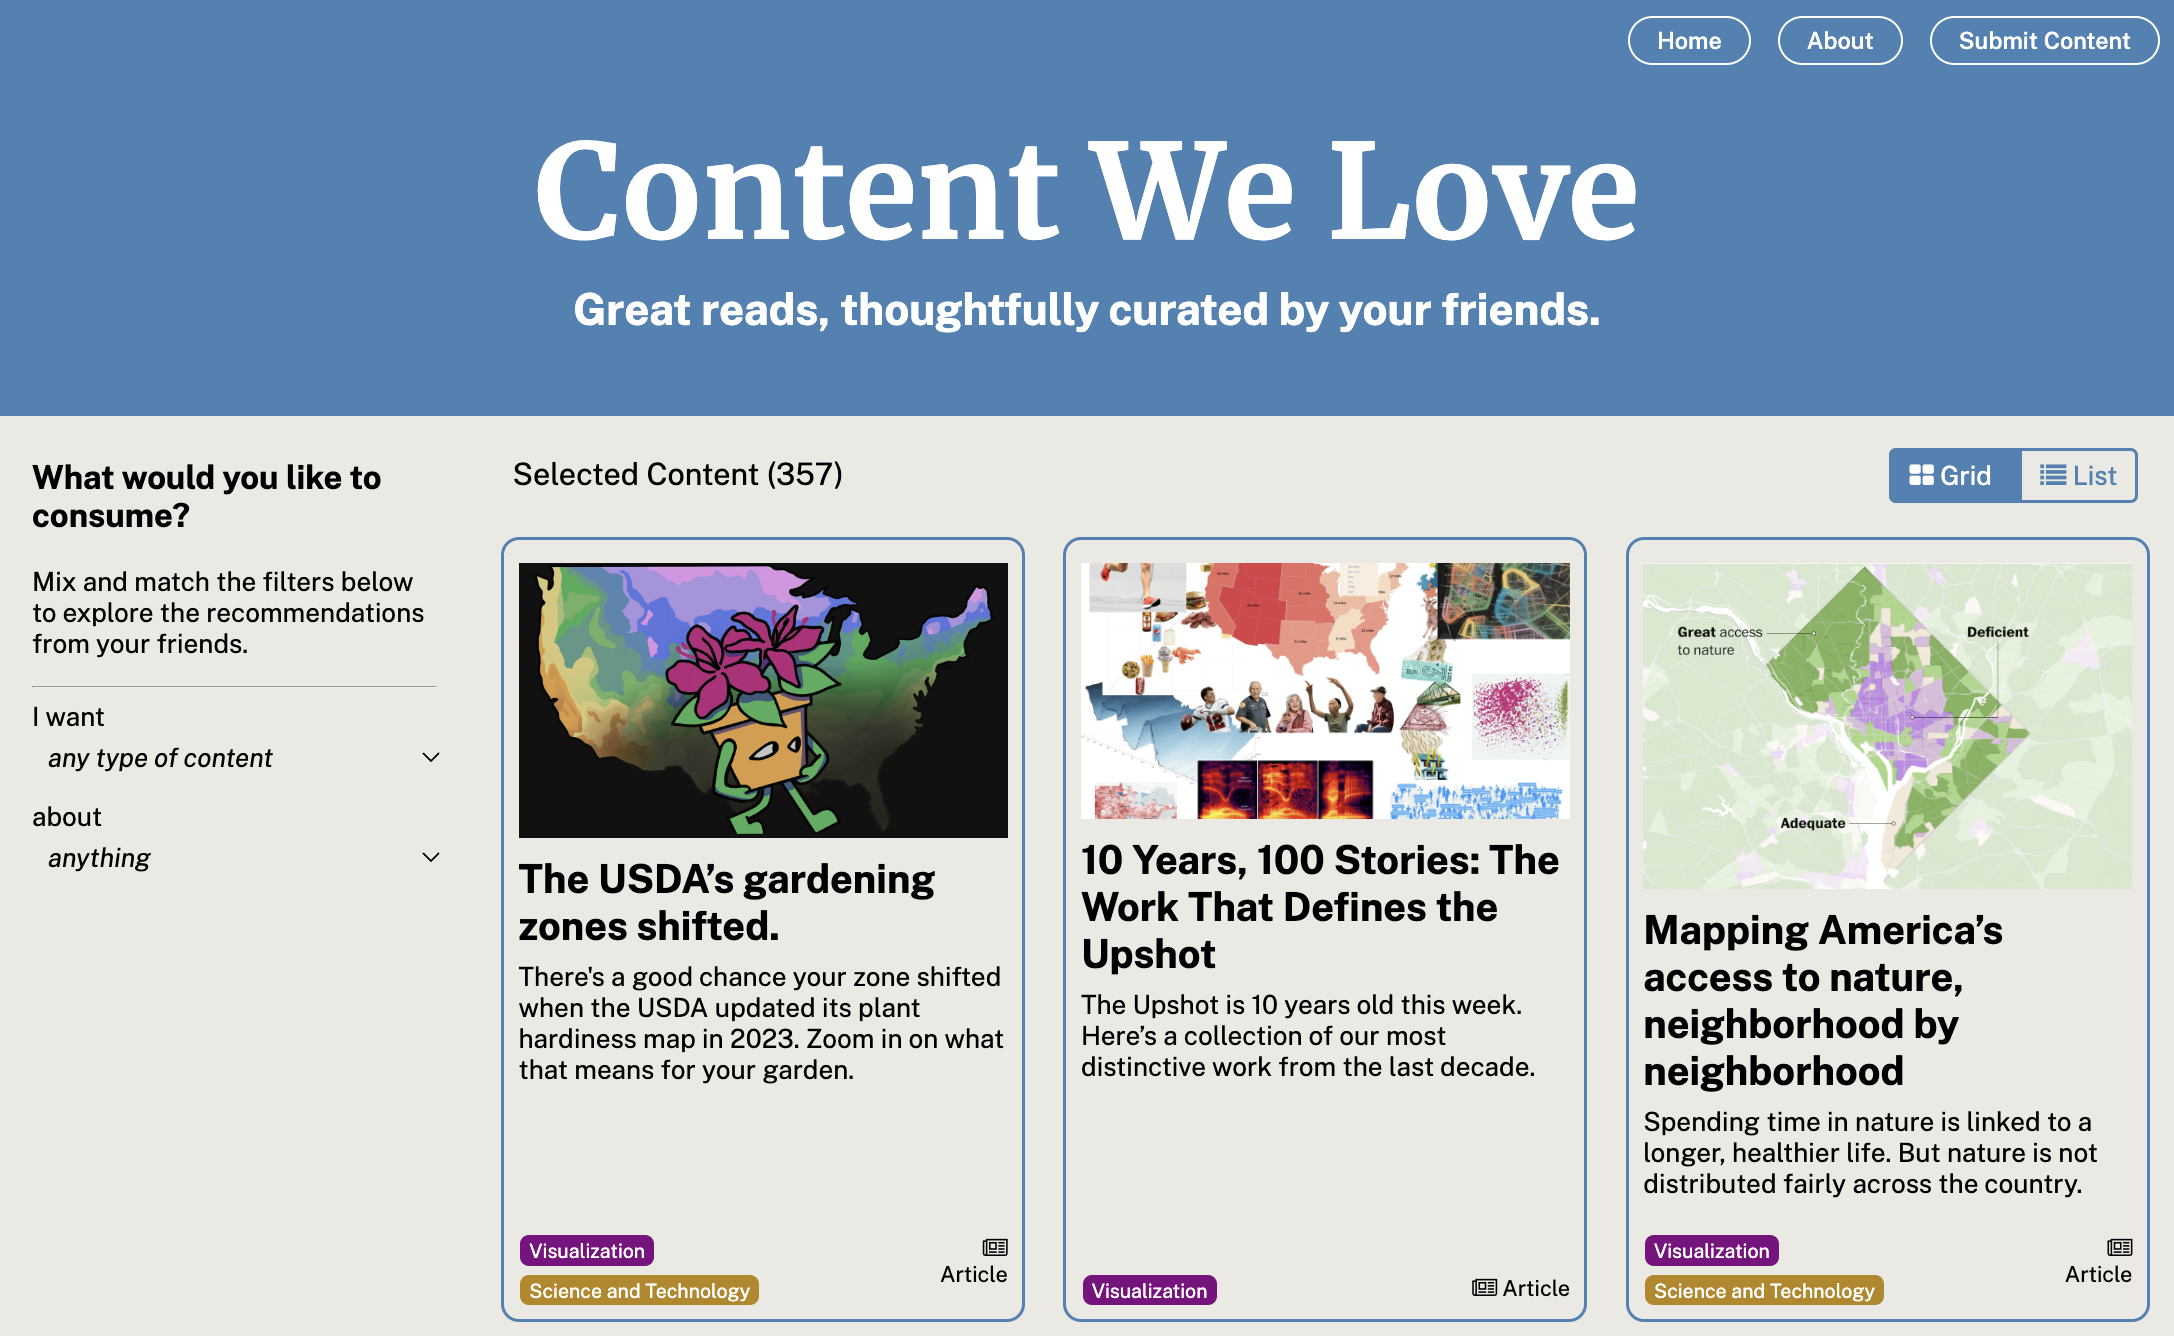 Home
About
Submit Content
Content We Love
Great reads, thoughtfully curated by your friends.
What would you like to
consume?
Mix and match the filters below
to explore the recommendations
from your friends.
I want
any type of content
about
anything
Selected Content (357)
Grid
List
The USDA’s gardening
zones shifted.
There's a good chance your zone shifted
when the USDA updated its plant
hardiness map in 2023. Zoom in on what
that means for your garden.
Visualization
Science and Technology
Article
10 Years, 100 Stories: The
Work That Defines the
Upshot
The Upshot is 10 years old this week.
Here’s a collection of our most
distinctive work from the last decade.
Visualization
Article
Great access
to nature
Deficient
Adequate
Mapping America’s
access to nature,
neighborhood by
neighborhood
Spending time in nature is linked to a
longer, healthier life. But nature is not
distributed fairly across the country.
Visualization
Science and Technology
Article